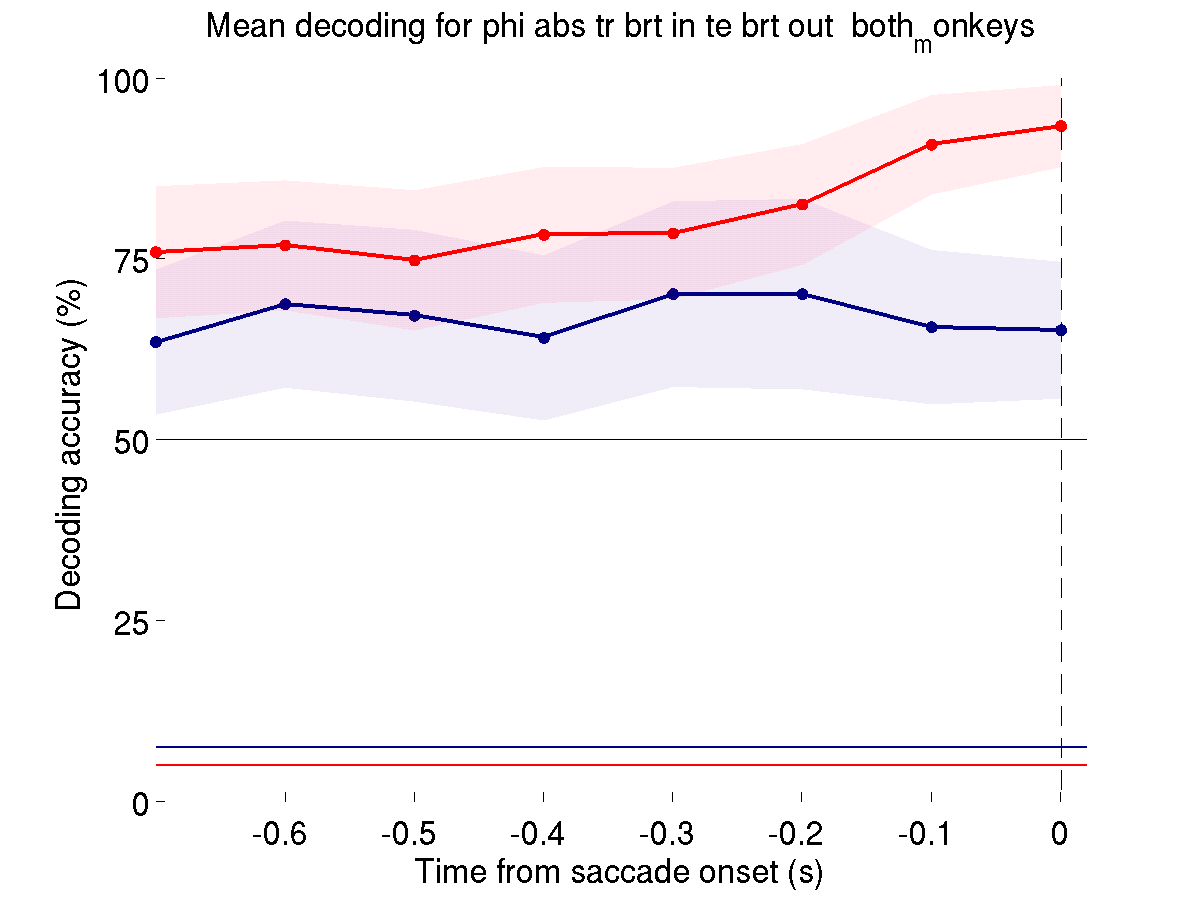 Mean decoding for phi abs tr brt in te brt out  both_monkeys
100
75
50
25
0
Decoding accuracy (%)
-0.6 -0.5 -0.4 -0.3 -0.2 -0.1 0
Time from saccade onset (s)